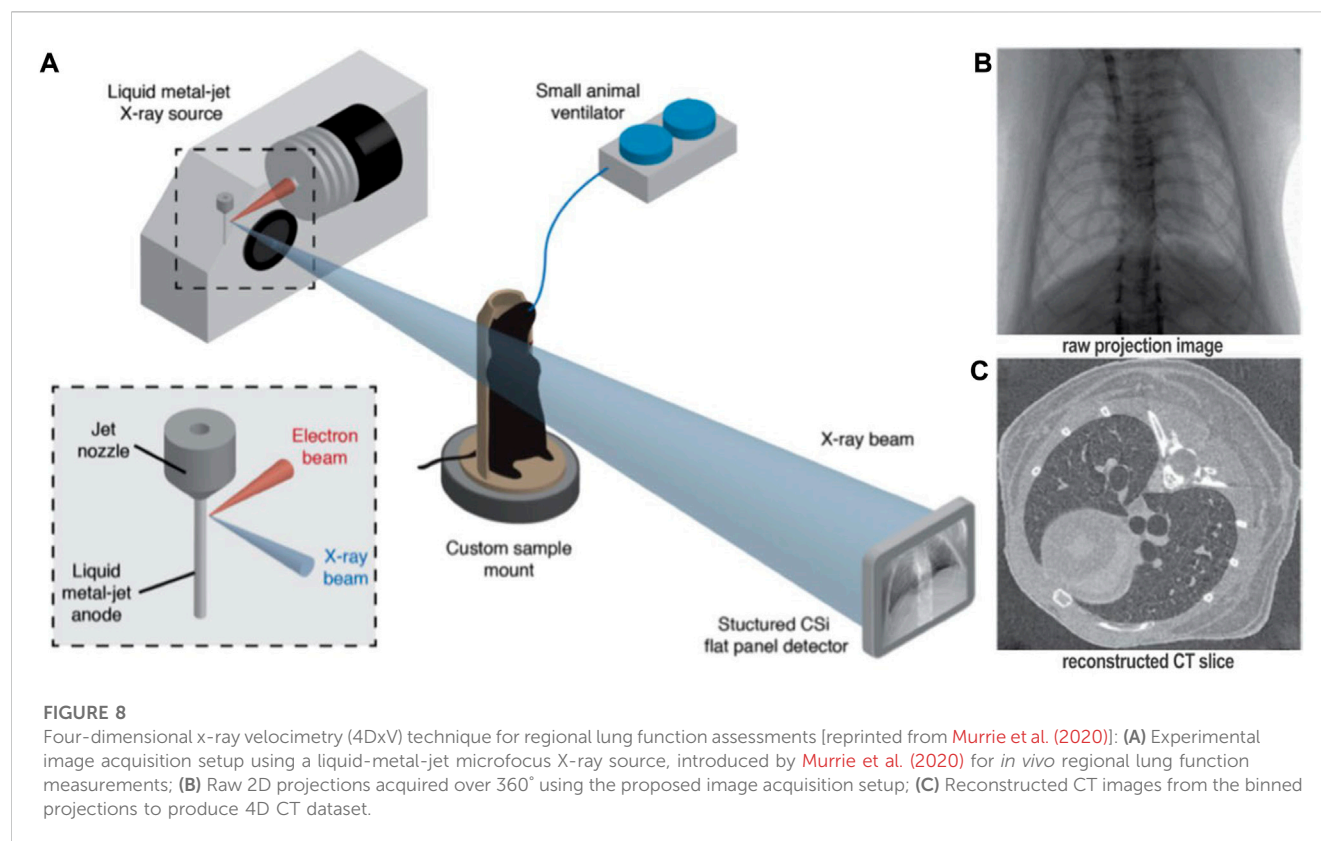 A
Liquid metal-jet
X-ray source
Small animal
ventilator
Jet
nozzle
Electron
beam
X-ray
beam
Liquid
metal-jet
anode
Custom sample
mount
X-ray beam
Stuctured CSi
flat panel detector
B
raw projection image
C
reconstructed CT slice
FIGURE 8
Four-dimensional x-ray velocimetry (4DxV) technique for regional lung function assessments [reprinted from Murrie et al. (2020)]: (A) Experimental
image acquisition setup using a liquid-metal-jet microfocus X-ray source, introduced by Murrie et al. (2020) for in vivo regional lung function
measurements; (B) Raw 2D projections acquired over 360° using the proposed image acquisition setup; (C) Reconstructed CT images from the binned
projections to produce 4D CT dataset.